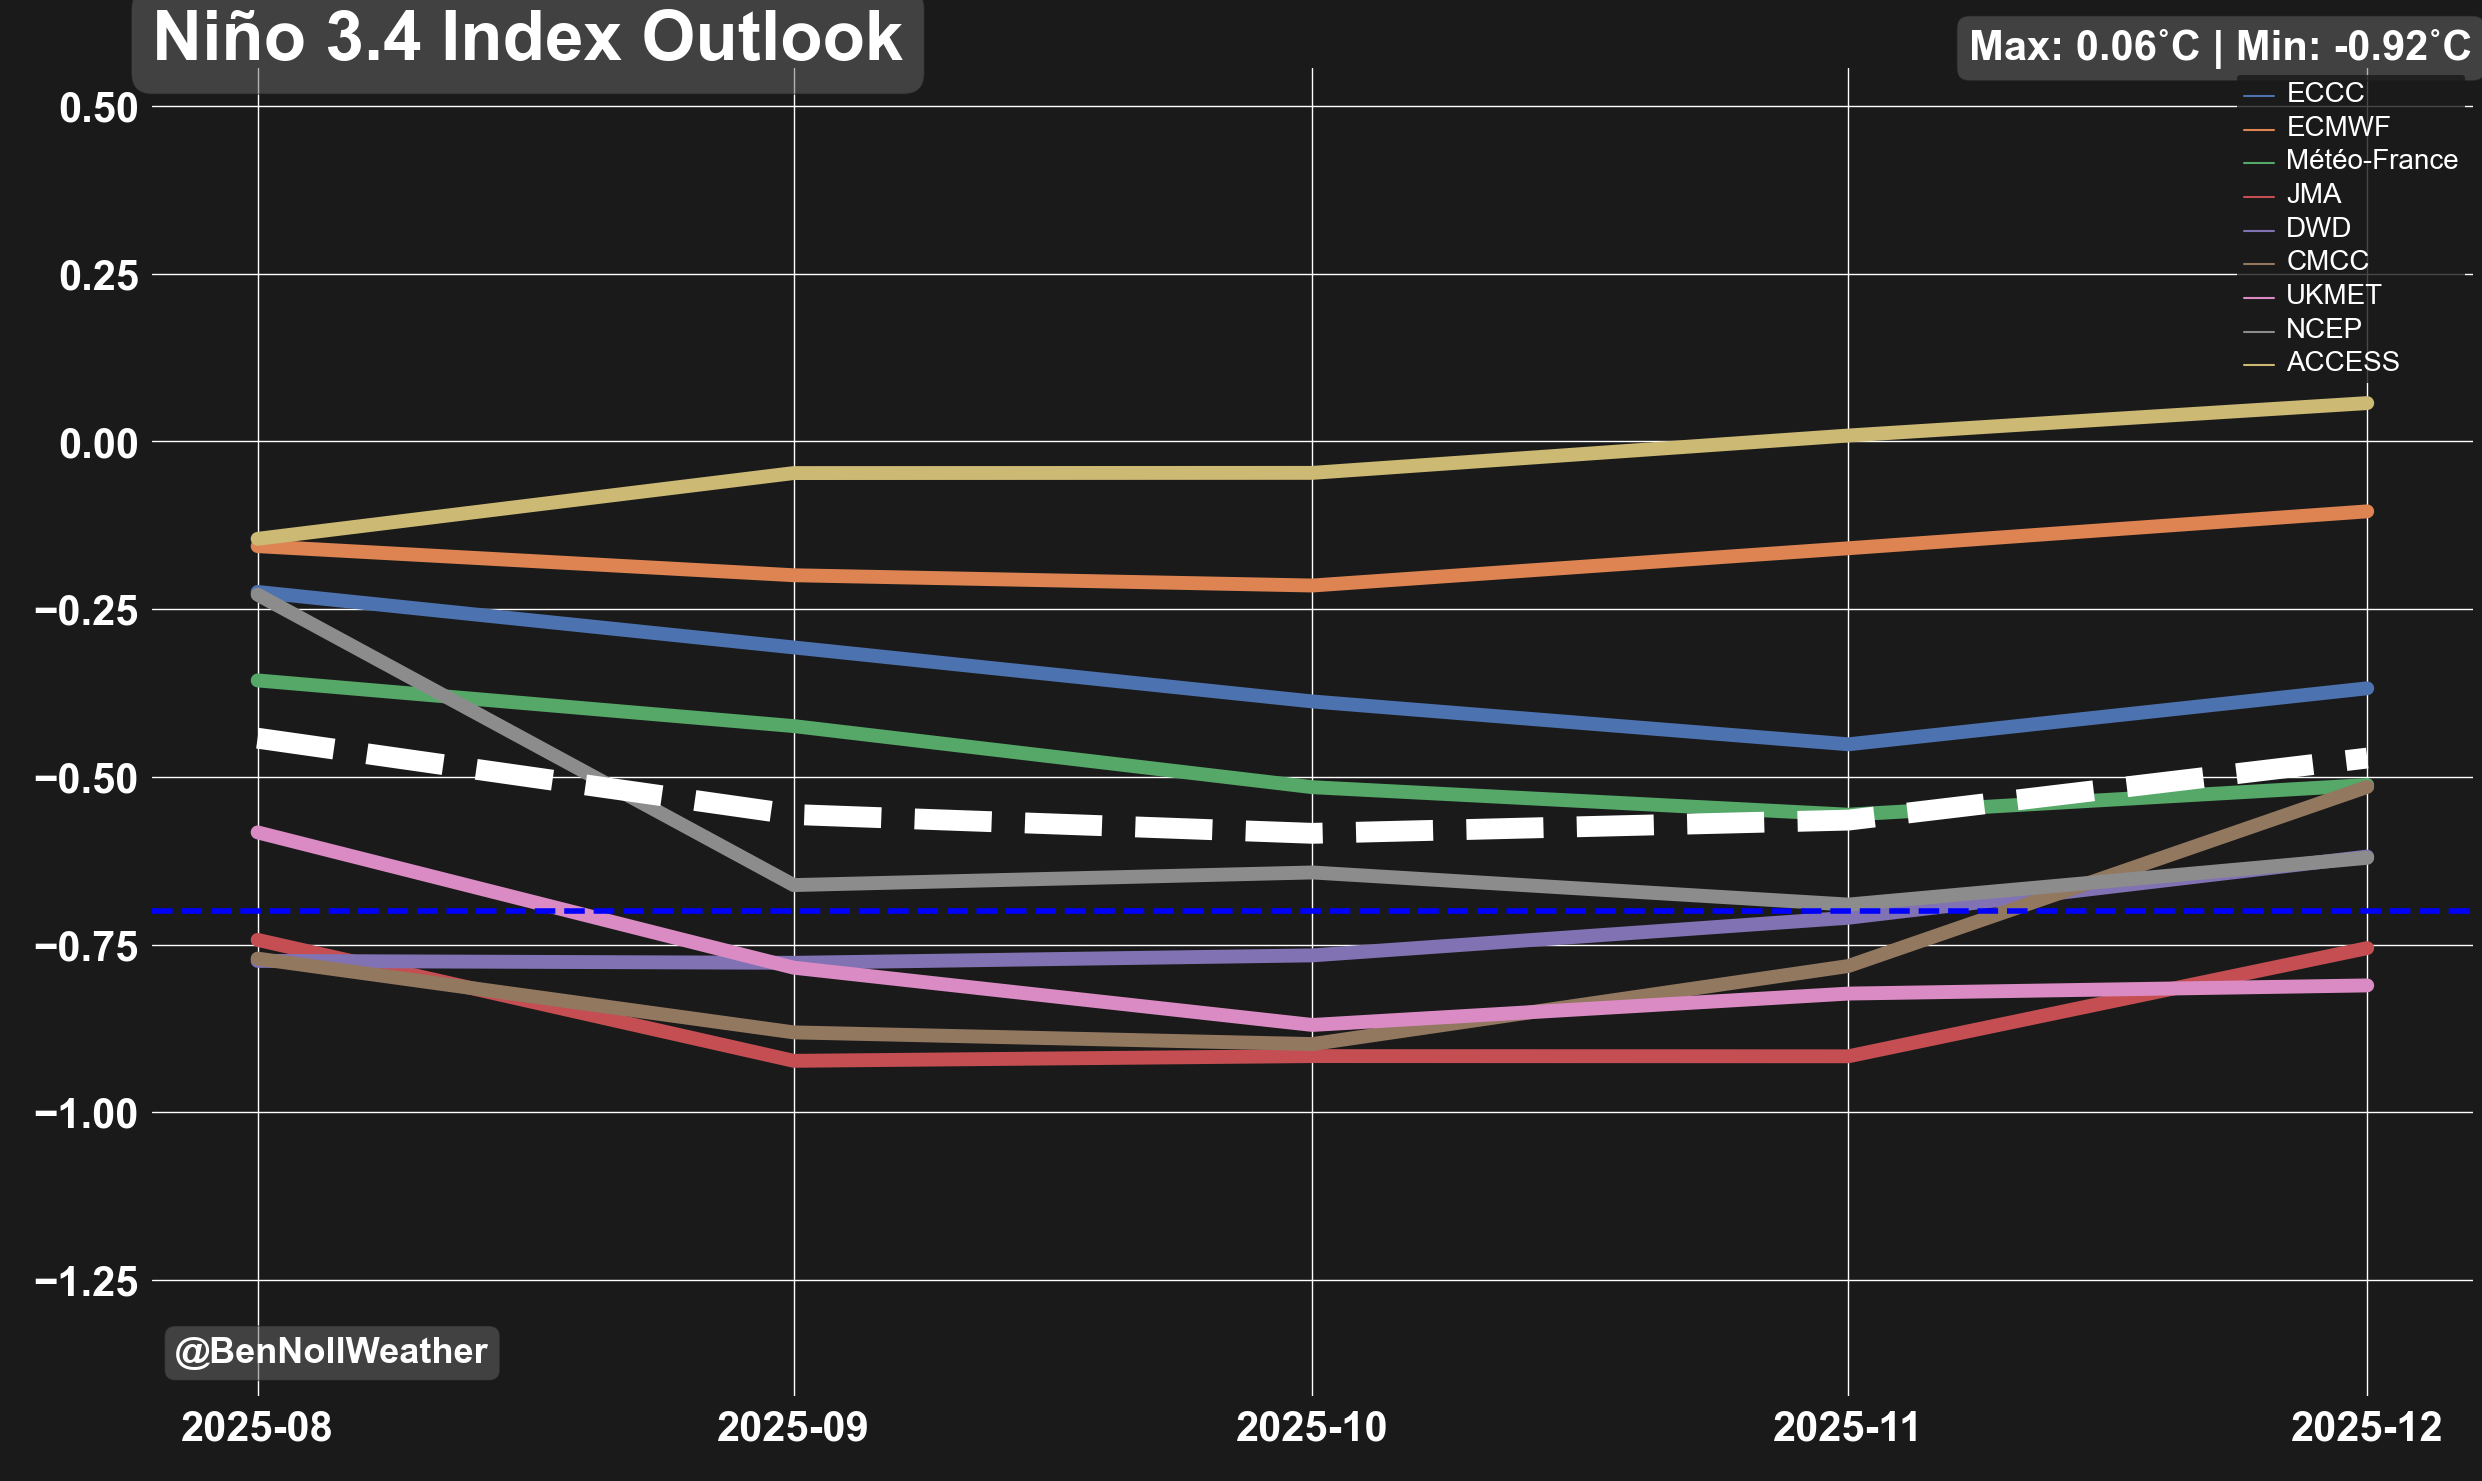 Niño 3.4 Index Outlook
Max: 0.06˚C | Min: -0.92˚C
ECCC
ECMWF
Météo-France
JMA
DWD
CMCC
UKMET
NCEP
ACCESS
0.50
0.25
0.00
−0.25
−0.50
−0.75
−1.00
−1.25
@BenNollWeather
2025-08 2025-09 2025-10 2025-11 2025-12